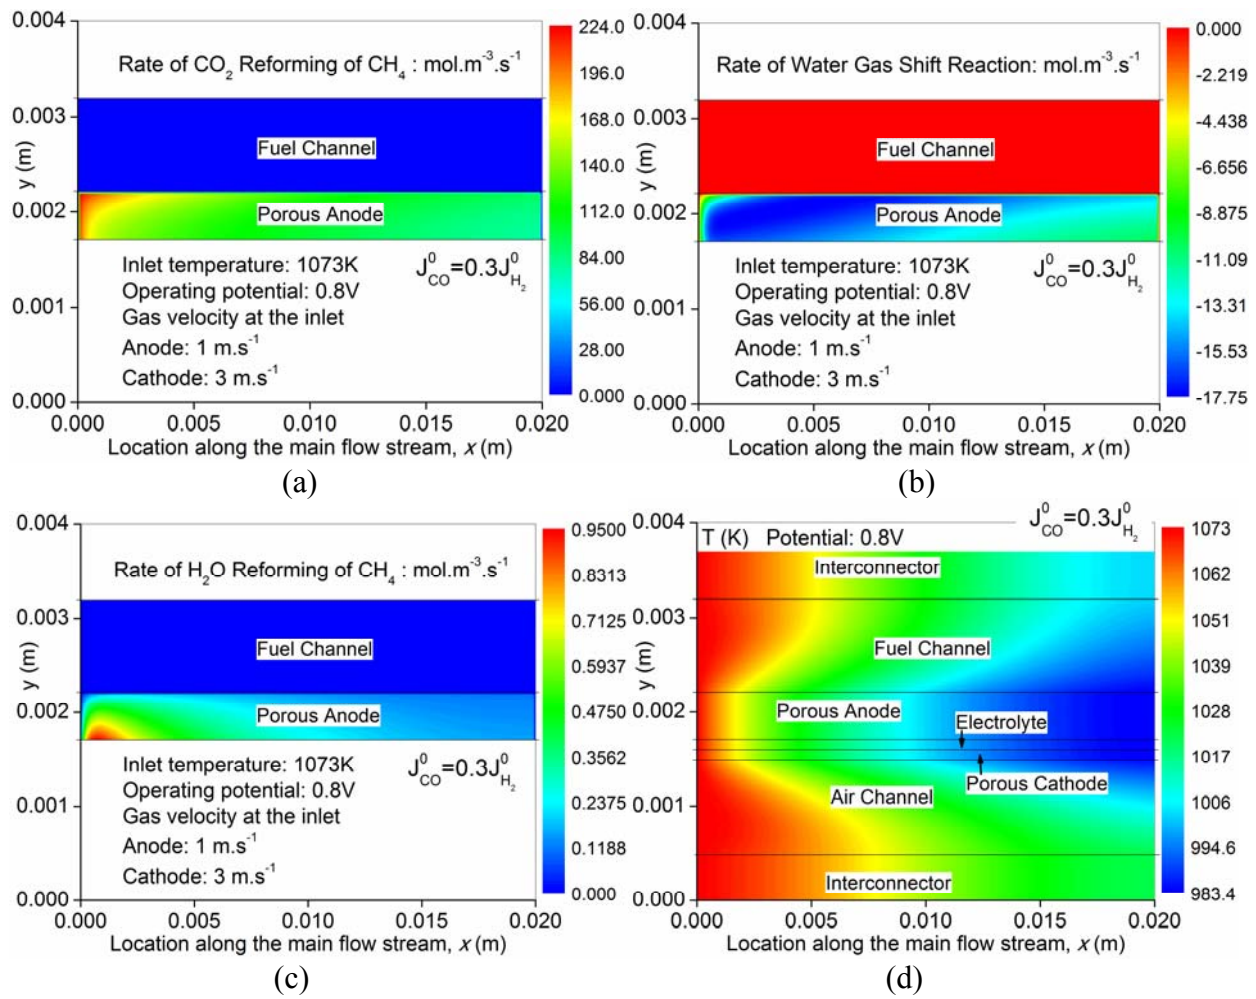 0.004
0.003
0.002
0.001
0.000
y (m)
Rate of CO₂ Reforming of CH₄ : mol.m⁻³.s⁻¹
Fuel Channel
Porous Anode
Inlet temperature: 1073K
J⁰CO=0.3J⁰H₂
Operating potential: 0.8V
Gas velocity at the inlet
Anode: 1 m.s⁻¹
Cathode: 3 m.s⁻¹
0.000 0.005 0.010 0.015 0.020
Location along the main flow stream, x (m)
224.0
196.0
168.0
140.0
112.0
84.00
56.00
28.00
0.000
(a)
0.004
0.003
0.002
0.001
0.000
y (m)
Rate of Water Gas Shift Reaction: mol.m⁻³.s⁻¹
Fuel Channel
Porous Anode
Inlet temperature: 1073K
J⁰CO=0.3J⁰H₂
Operating potential: 0.8V
Gas velocity at the inlet
Anode: 1 m.s⁻¹
Cathode: 3 m.s⁻¹
0.000 0.005 0.010 0.015 0.020
Location along the main flow stream, x (m)
0.000
-2.219
-4.438
-6.656
-8.875
-11.09
-13.31
-15.53
-17.75
(b)
0.004
0.003
0.002
0.001
0.000
y (m)
Rate of H₂O Reforming of CH₄ : mol.m⁻³.s⁻¹
Fuel Channel
Porous Anode
Inlet temperature: 1073K
J⁰CO=0.3J⁰H₂
Operating potential: 0.8V
Gas velocity at the inlet
Anode: 1 m.s⁻¹
Cathode: 3 m.s⁻¹
0.000 0.005 0.010 0.015 0.020
Location along the main flow stream, x (m)
0.9500
0.8313
0.7125
0.5937
0.4750
0.3562
0.2375
0.1188
0.000
(c)
J⁰CO=0.3J⁰H₂
0.004
0.003
0.002
0.001
0.000
y (m)
T (K) Potential: 0.8V
Interconnector
Fuel Channel
Porous Anode
Electrolyte
Porous Cathode
Air Channel
Interconnector
0.000 0.005 0.010 0.015 0.020
Location along the main flow stream, x (m)
1073
1062
1051
1039
1028
1017
1006
994.6
983.4
(d)